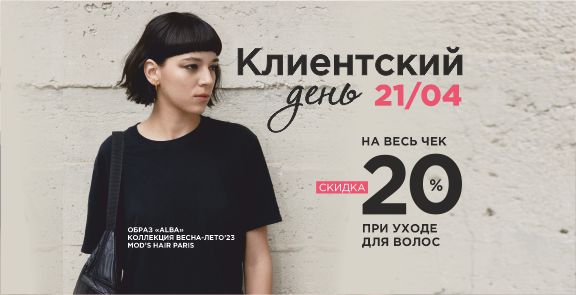 Клиентский
день 21/04
НА ВЕСЬ ЧЕК
СКИДКА 20%
ПРИ УХОДЕ
ДЛЯ ВОЛОС
ОБРАЗ «ALBA»
КОЛЛЕКЦИЯ ВЕСНА-ЛЕТО'23
MOD'S HAIR PARIS